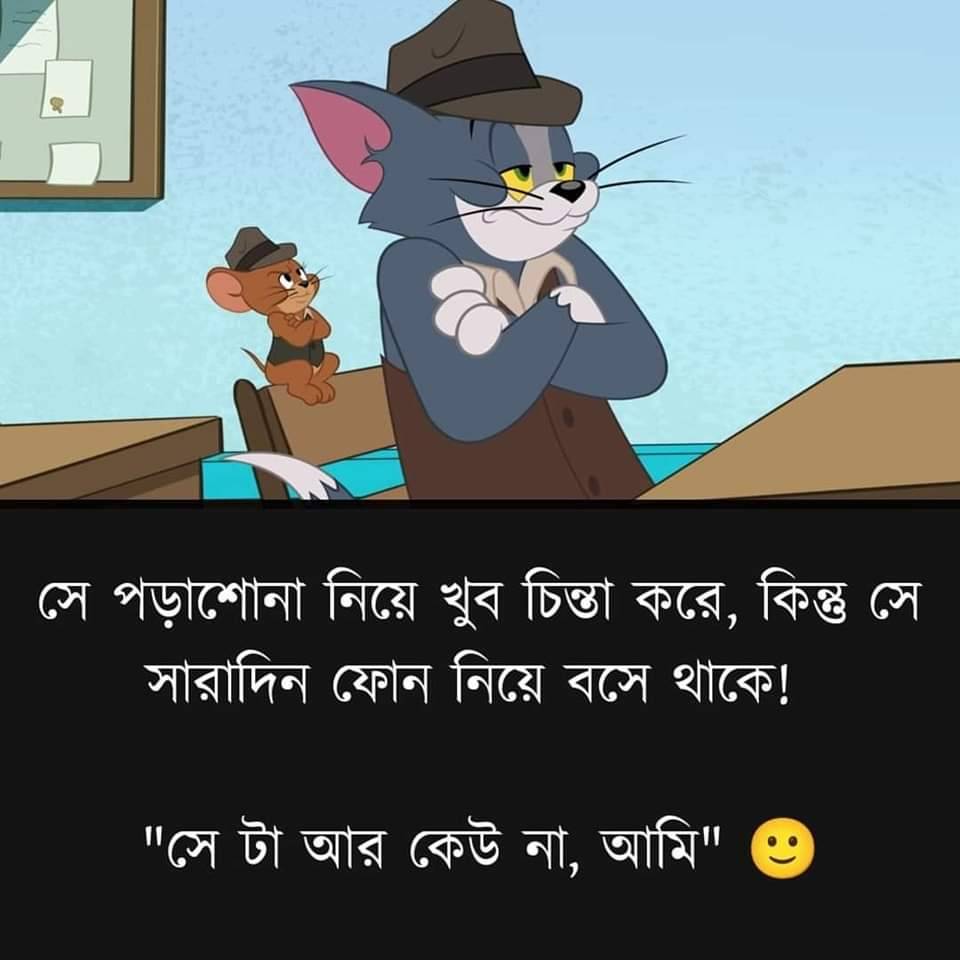 সে পড়াশোনা নিয়ে খুব চিন্তা করে, কিন্তু সে
সারাদিন ফোন নিয়ে বসে থাকে!
"সে টা আর কেউ না, আমি" 🙂